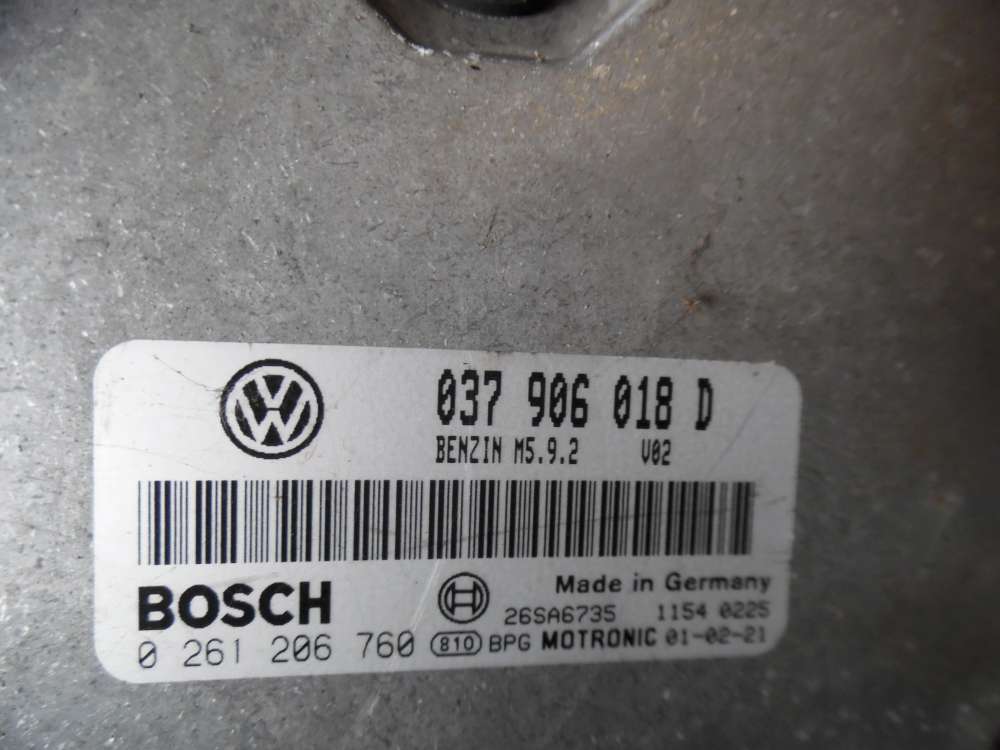 037 906 018 D
BENZIN M5.9.2 V02
BOSCH
Made in Germany
26SA6735 1154 0225
0 261 206 760 810 BPG MOTRONIC 01-02-21